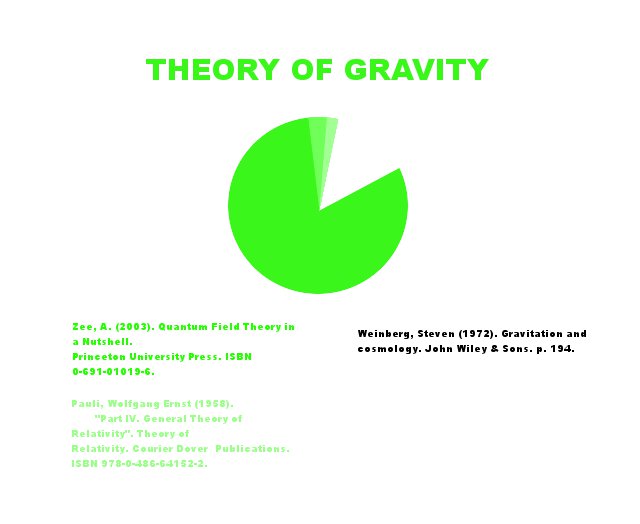 THEORY OF GRAVITY
Zee, A. (2003). Quantum Field Theory in
a Nutshell.
Princeton University Press. ISBN
0-691-01019-6.
Pauli, Wolfgang Ernst (1958).
"Part IV. General Theory of
Relativity". Theory of
Relativity. Courier Dover Publications.
ISBN 978-0-486-64152-2.
Weinberg, Steven (1972). Gravitation and
cosmology. John Wiley & Sons. p. 194.